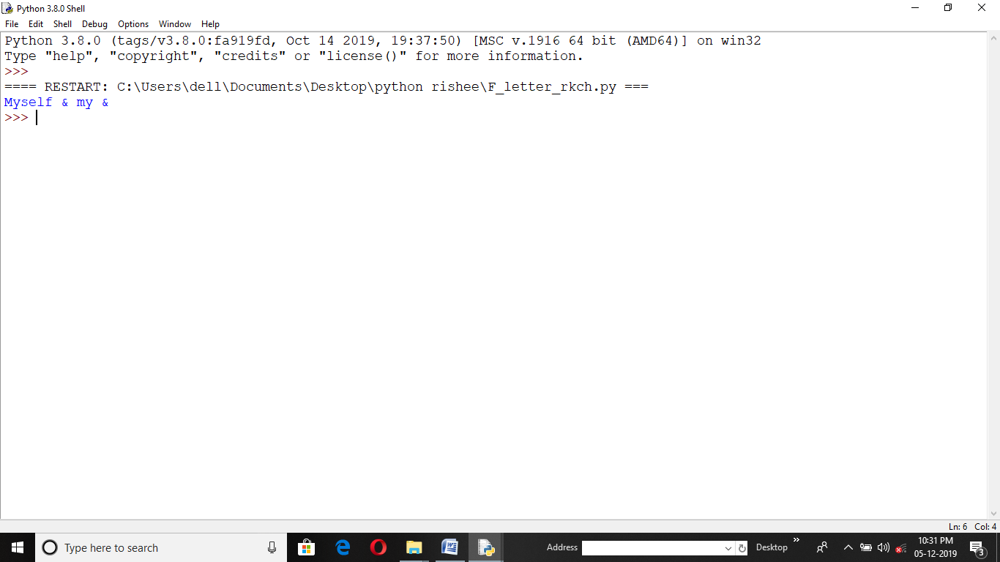 Python 3.8.0 Shell
File Edit Shell Debug Options Window Help
Python 3.8.0 (tags/v3.8.0:fa919fd, Oct 14 2019, 19:37:50) [MSC v.1916 64 bit (AMD64)] on win32
Type "help", "copyright", "credits" or "license()" for more information.
>>>
==== RESTART: C:\Users\dell\Documents\Desktop\python rishee\F_letter_rkch.py ===
Myself & my &
>>>
Ln: 6 Col: 4
Type here to search Address Desktop » 10:31 PM
05-12-2019 3